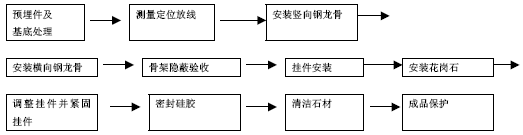 预埋件及
基底处理
测量定位放线
安装竖向钢龙骨
安装横向钢龙骨
骨架隐蔽验收
挂件安装
安装花岗石
调整挂件并紧固
挂件
密封硅胶
清洁石材
成品保护